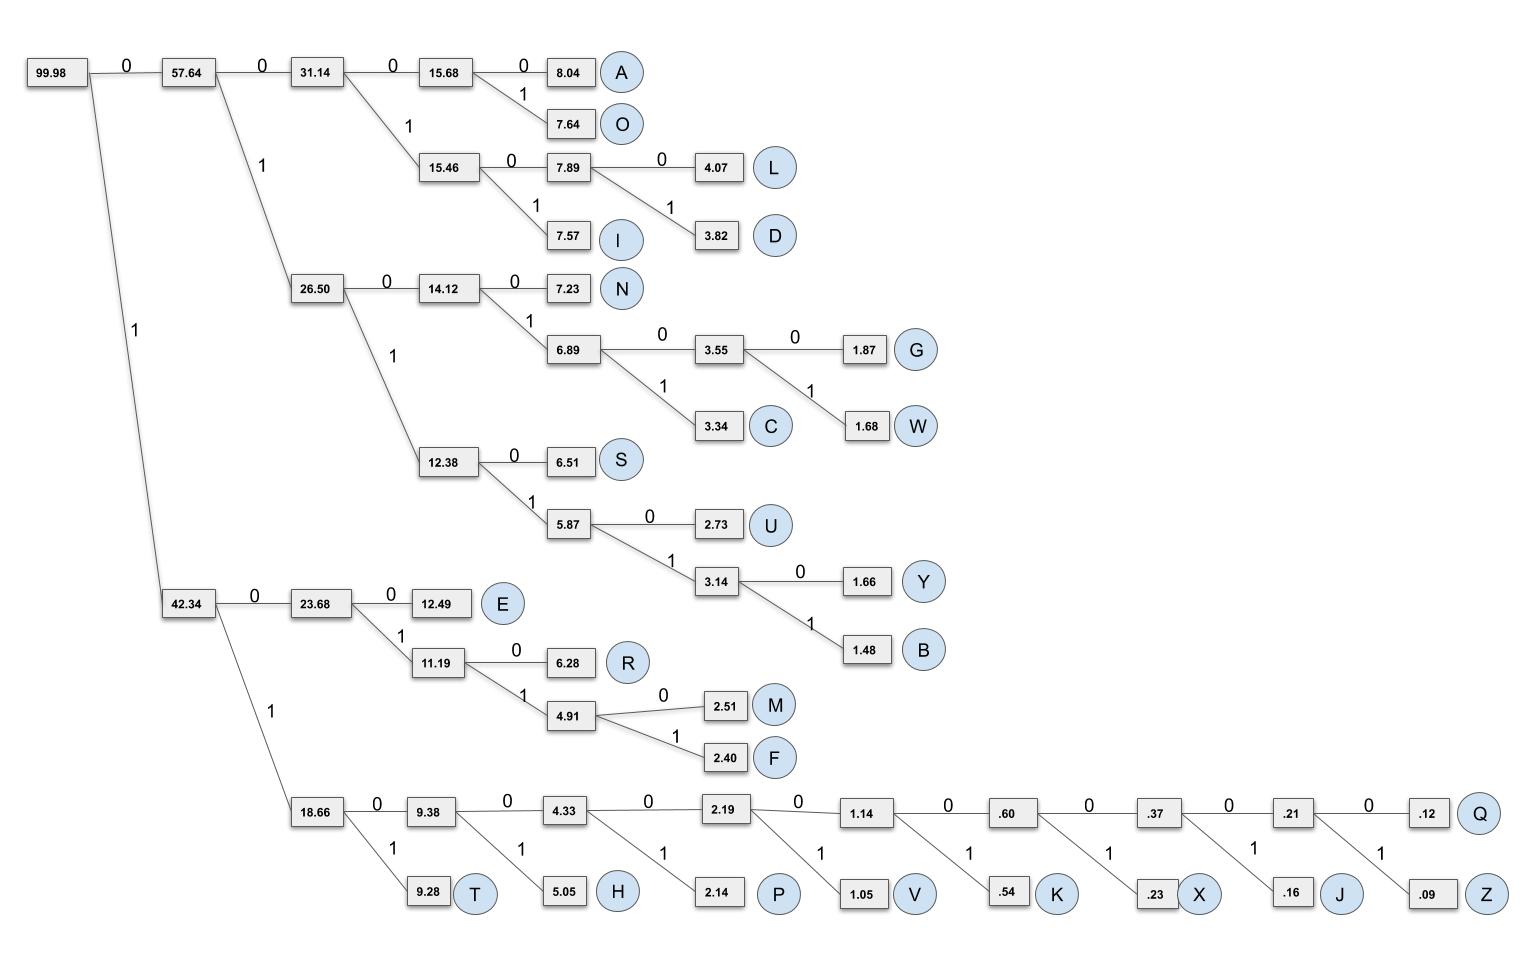 99.98 0 57.64 0 31.14 0 15.68 0 8.04 A
1
7.64 O
1
15.46 0 7.89 0 4.07 L
1
1
1
3.82 D
7.57 I
26.50 0 14.12 0 7.23 N
1
1
6.89 0 3.55 0 1.87 G
1
1
1
3.34 C
1.68 W
12.38 0 6.51 S
1
5.87 0 2.73 U
1
3.14 0 1.66 Y
42.34 0 23.68 0 12.49 E
1
1
1.48 B
11.19 0 6.28 R
1
4.91 0 2.51 M
1
1
2.40 F
18.66 0 9.38 0 4.33 0 2.19 0 1.14 0 .60 0 .37 0 .21 0 .12 Q
1 1 1 1 1 1 1 1
9.28 T 5.05 H 2.14 P 1.05 V .54 K .23 X .16 J .09 Z